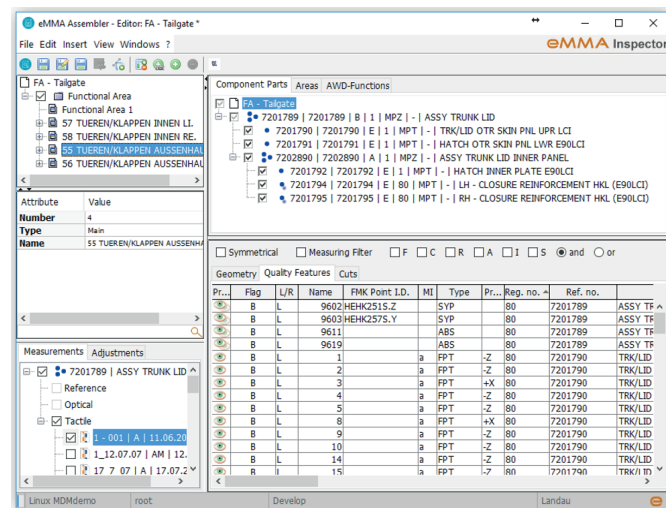 eMMA Assembler - Editor: FA - Tailgate *
File Edit Insert View Windows ?
eMMA Inspector
FA - Tailgate
Functional Area
Functional Area 1
57 TUEREN/KLAPPEN INNEN LI.
58 TUEREN/KLAPPEN INNEN RE.
55 TUEREN/KLAPPEN AUSSENHAU
56 TUEREN/KLAPPEN AUSSENHAU
Attribute Value
Number 4
Type Main
Name 55 TUEREN/KLAPPEN AUSSENHA
Measurements Adjustments
7201789 | ASSY TRUNK LID
Reference
Optical
Tactile
1 - 001 | A | 11.06.20
1_12.07.07 | AM | 12.
17_7_07 | A | 17.07.2
Component Parts Areas AWD-Functions
FA - Tailgate
7201789 | 7201789 | B | 1 | MPZ | - | ASSY TRUNK LID
7201790 | 7201790 | E | 1 | MPT | - | TRK/LID OTR SKIN PNL UPR LCI
7201791 | 7201791 | E | 1 | MPT | - | HATCH OTR SKIN PNL LWR E90LCI
7202890 | 7202890 | A | 1 | MPZ | - | ASSY TRUNK LID INNER PANEL
7201792 | 7201792 | E | 1 | MPT | - | HATCH INNER PLATE E90LCI
7201794 | 7201794 | E | 80 | MPT | - | LH - CLOSURE REINFORCEMENT HKL (E90LCI)
7201795 | 7201795 | E | 80 | MPT | - | RH - CLOSURE REINFORCEMENT HKL (E90LCI)
Symmetrical Measuring Filter F C R A I S and or
Geometry Quality Features Cuts
Pr... Flag L/R Name FMK Point I.D. MI Type Pr... Reg. no. Ref. no.
B L 9602 HEHK251S.Z SYP 80 7201789 ASSY TR
B L 9603 HEHK257S.Y SYP 80 7201789 ASSY TR
B L 9611 ABS 80 7201789 ASSY TR
B L 9619 ABS 80 7201789 ASSY TR
B L 1 a FPT -Z 80 7201790 TRK/LID
B L 2 a FPT -Z 80 7201790 TRK/LID
B L 3 a FPT +X 80 7201790 TRK/LID
B L 4 a FPT -Z 80 7201790 TRK/LID
B L 5 a FPT -Z 80 7201790 TRK/LID
B L 8 a FPT +X 80 7201790 TRK/LID
B L 9 a FPT -Z 80 7201790 TRK/LID
B L 10 a FPT -Z 80 7201790 TRK/LID
B L 14 a FPT -Z 80 7201790 TRK/LID
B L 15 a FPT -Z 80 7201790 TRK/LID
Linux MDMdemo root Develop Landau